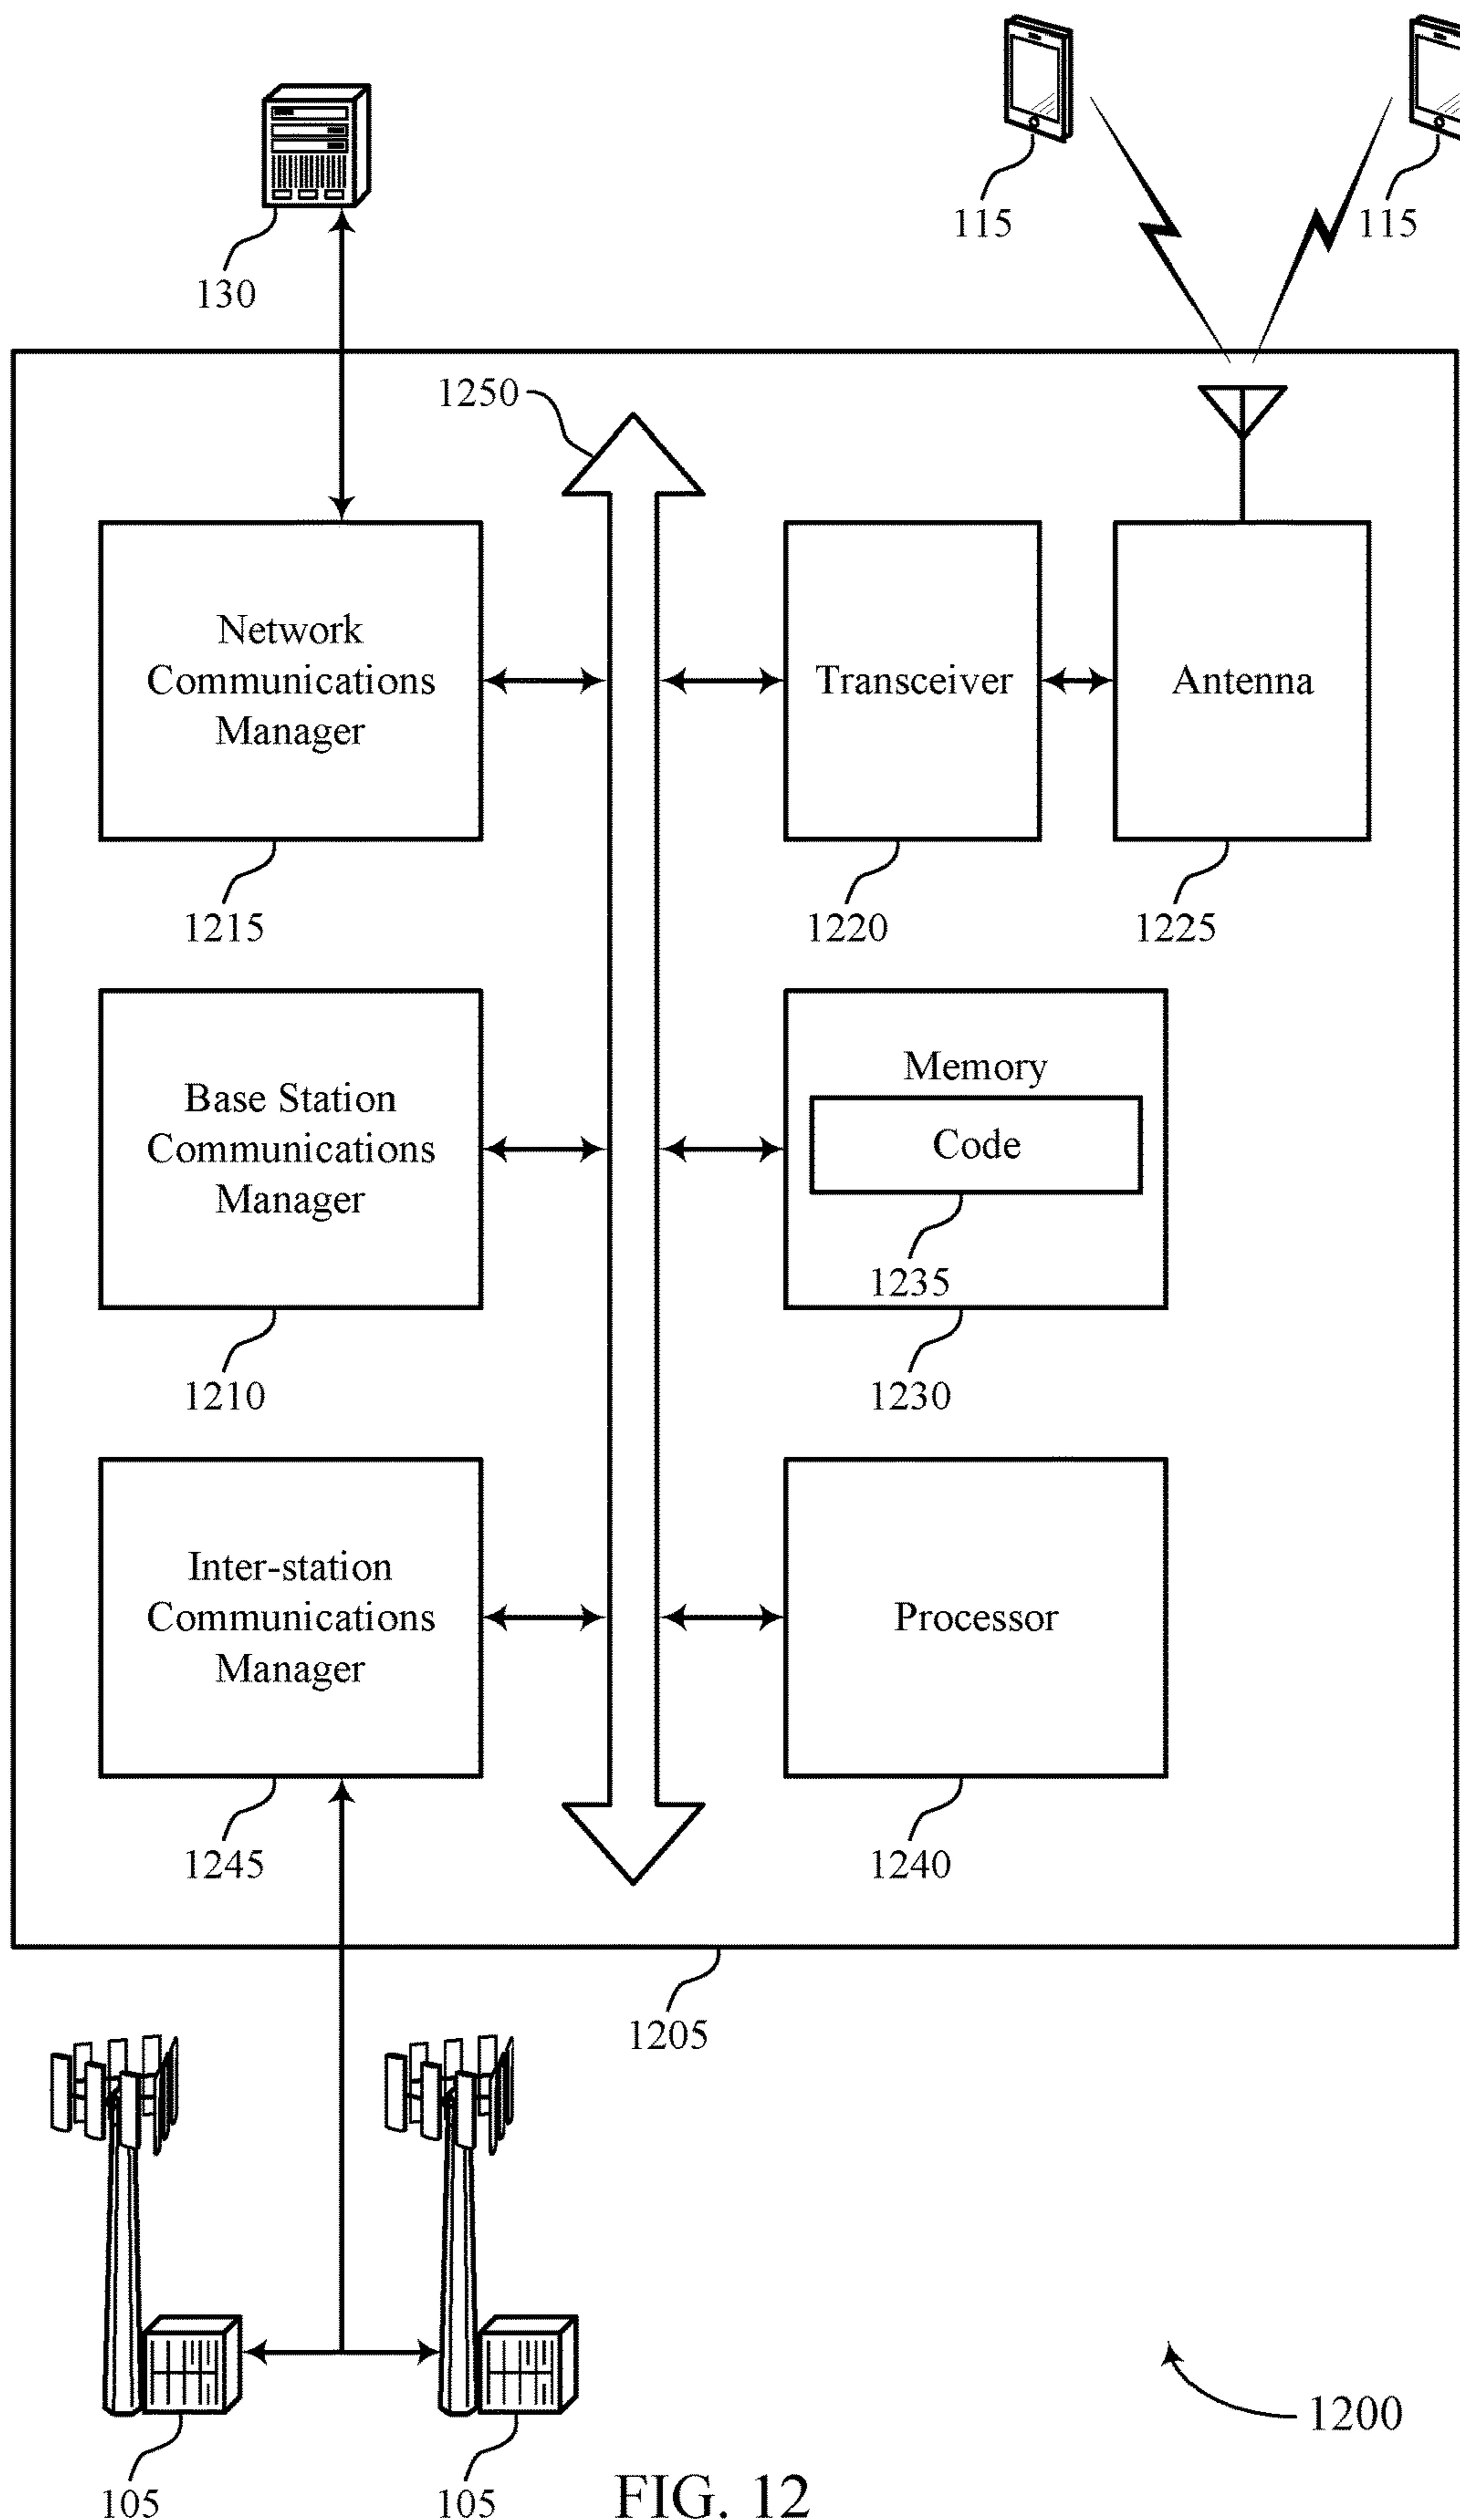 115
115
130
1250
Network
Communications
Manager
Transceiver
Antenna
1215
1220
1225
Base Station
Communications
Manager
Memory
Code
1235
1210
1230
Inter-station
Communications
Manager
Processor
1245
1240
1205
1200
105
105
FIG. 12